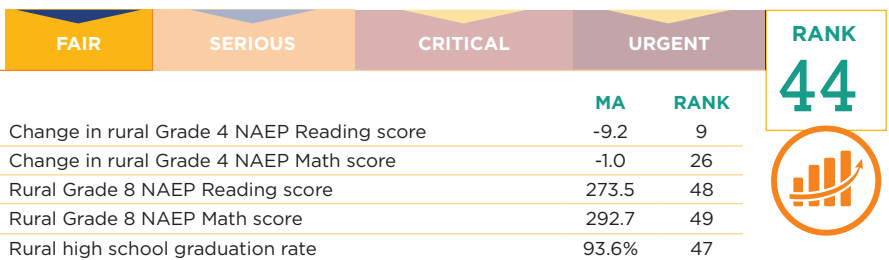 FAIR SERIOUS CRITICAL URGENT
RANK
44
MA RANK
Change in rural Grade 4 NAEP Reading score -9.2 9
Change in rural Grade 4 NAEP Math score -1.0 26
Rural Grade 8 NAEP Reading score 273.5 48
Rural Grade 8 NAEP Math score 292.7 49
Rural high school graduation rate 93.6% 47